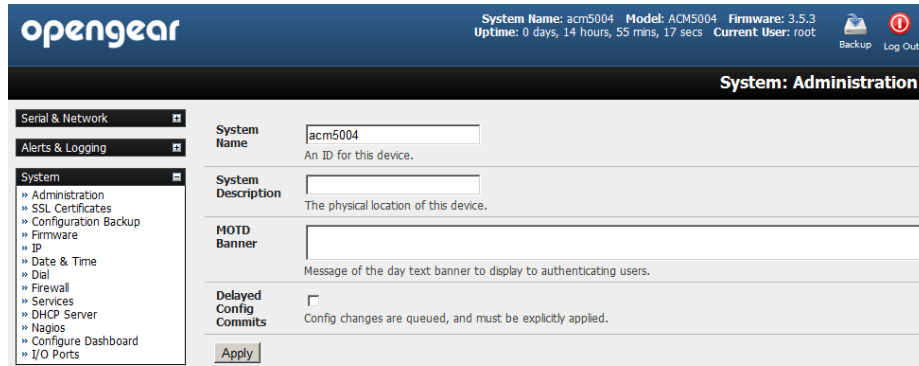 opengear
System Name: acm5004 Model: ACM5004 Firmware: 3.5.3
Uptime: 0 days, 14 hours, 55 mins, 17 secs Current User: root
Backup
Log Out
System: Administration
Serial & Network
Alerts & Logging
System
» Administration
» SSL Certificates
» Configuration Backup
» Firmware
» IP
» Date & Time
» Dial
» Firewall
» Services
» DHCP Server
» Nagios
» Configure Dashboard
» I/O Ports
System
Name
acm5004
An ID for this device.
System
Description
The physical location of this device.
MOTD
Banner
Message of the day text banner to display to authenticating users.
Delayed
Config
Commits
Config changes are queued, and must be explicitly applied.
Apply